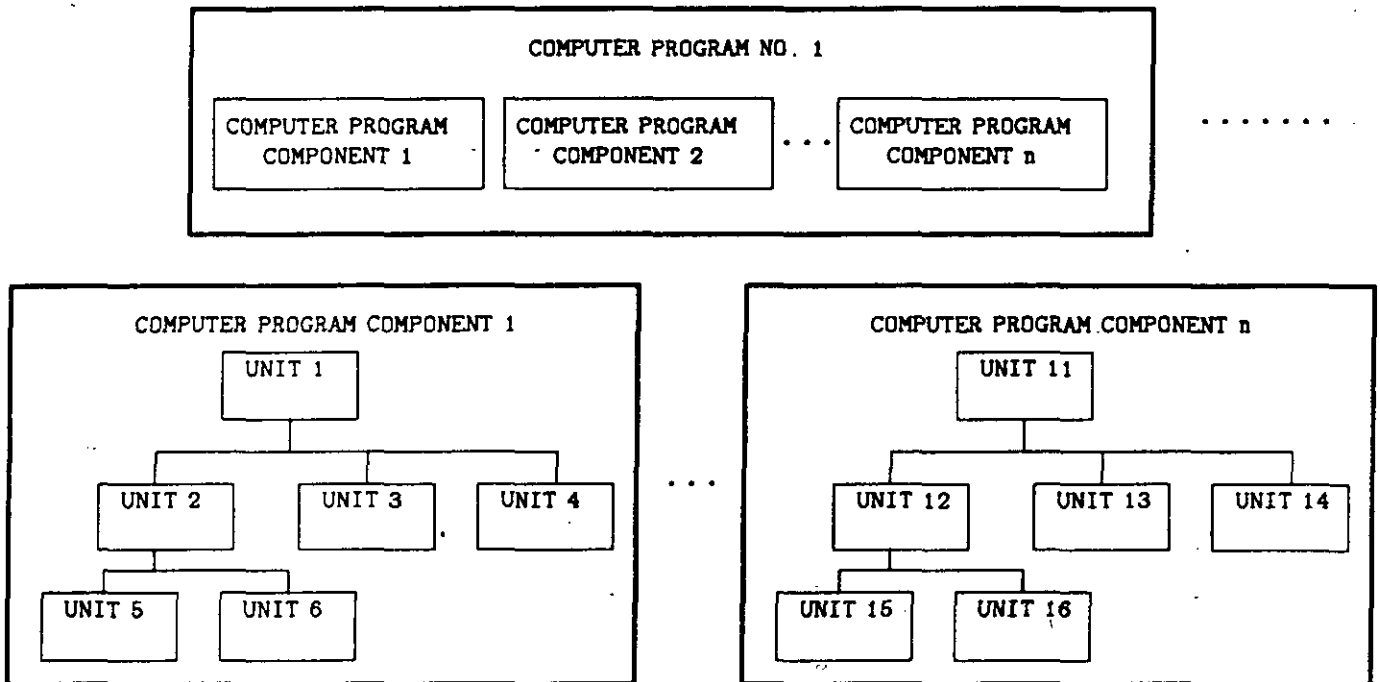 COMPUTER PROGRAM NO. 1
COMPUTER PROGRAM
COMPONENT 1
COMPUTER PROGRAM
COMPONENT 2
. . .
COMPUTER PROGRAM
COMPONENT n
. . . . . . .
COMPUTER PROGRAM COMPONENT 1
UNIT 1
UNIT 2
UNIT 3
UNIT 4
UNIT 5
UNIT 6
. . .
COMPUTER PROGRAM COMPONENT n
UNIT 11
UNIT 12
UNIT 13
UNIT 14
UNIT 15
UNIT 16